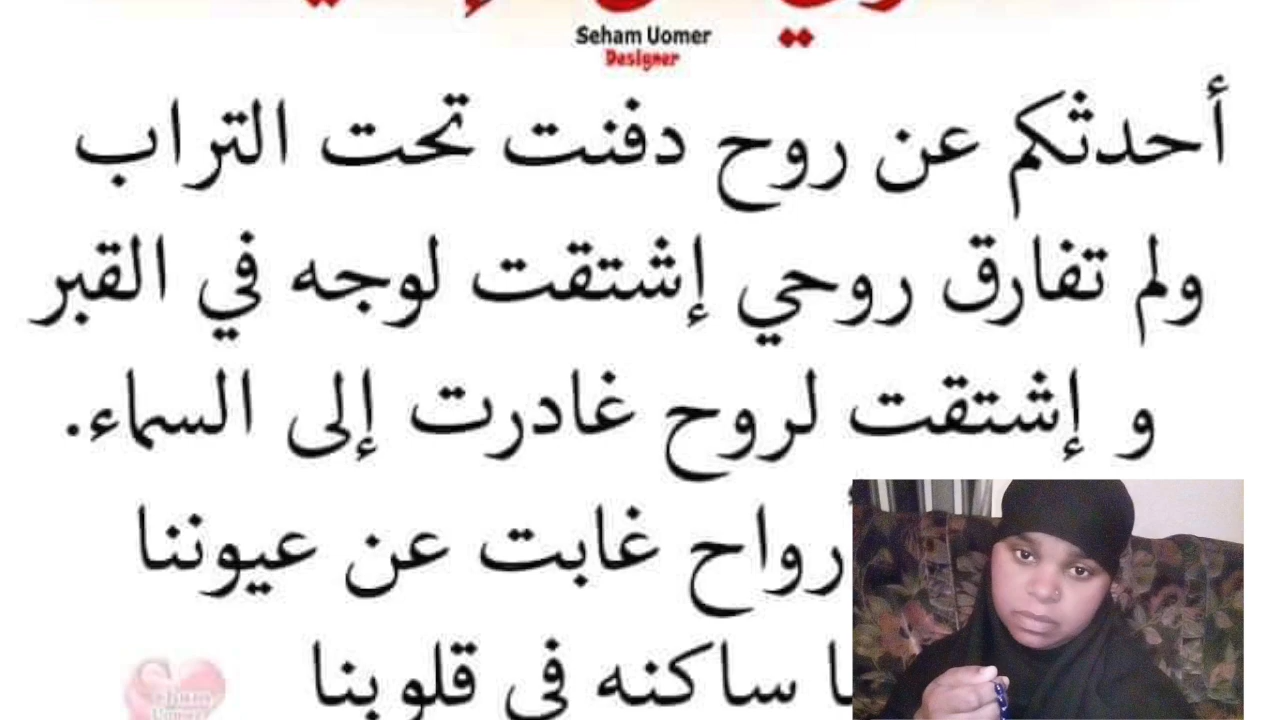 Seham Uomer
Designer
أحدثكم عن روح دفنت تحت التراب
ولم تفارق روحي إشتقت لوجه في القبر
و إشتقت لروح غادرت إلى السماء.
غابت عن عيوننا
ساكنه في قلوبنا